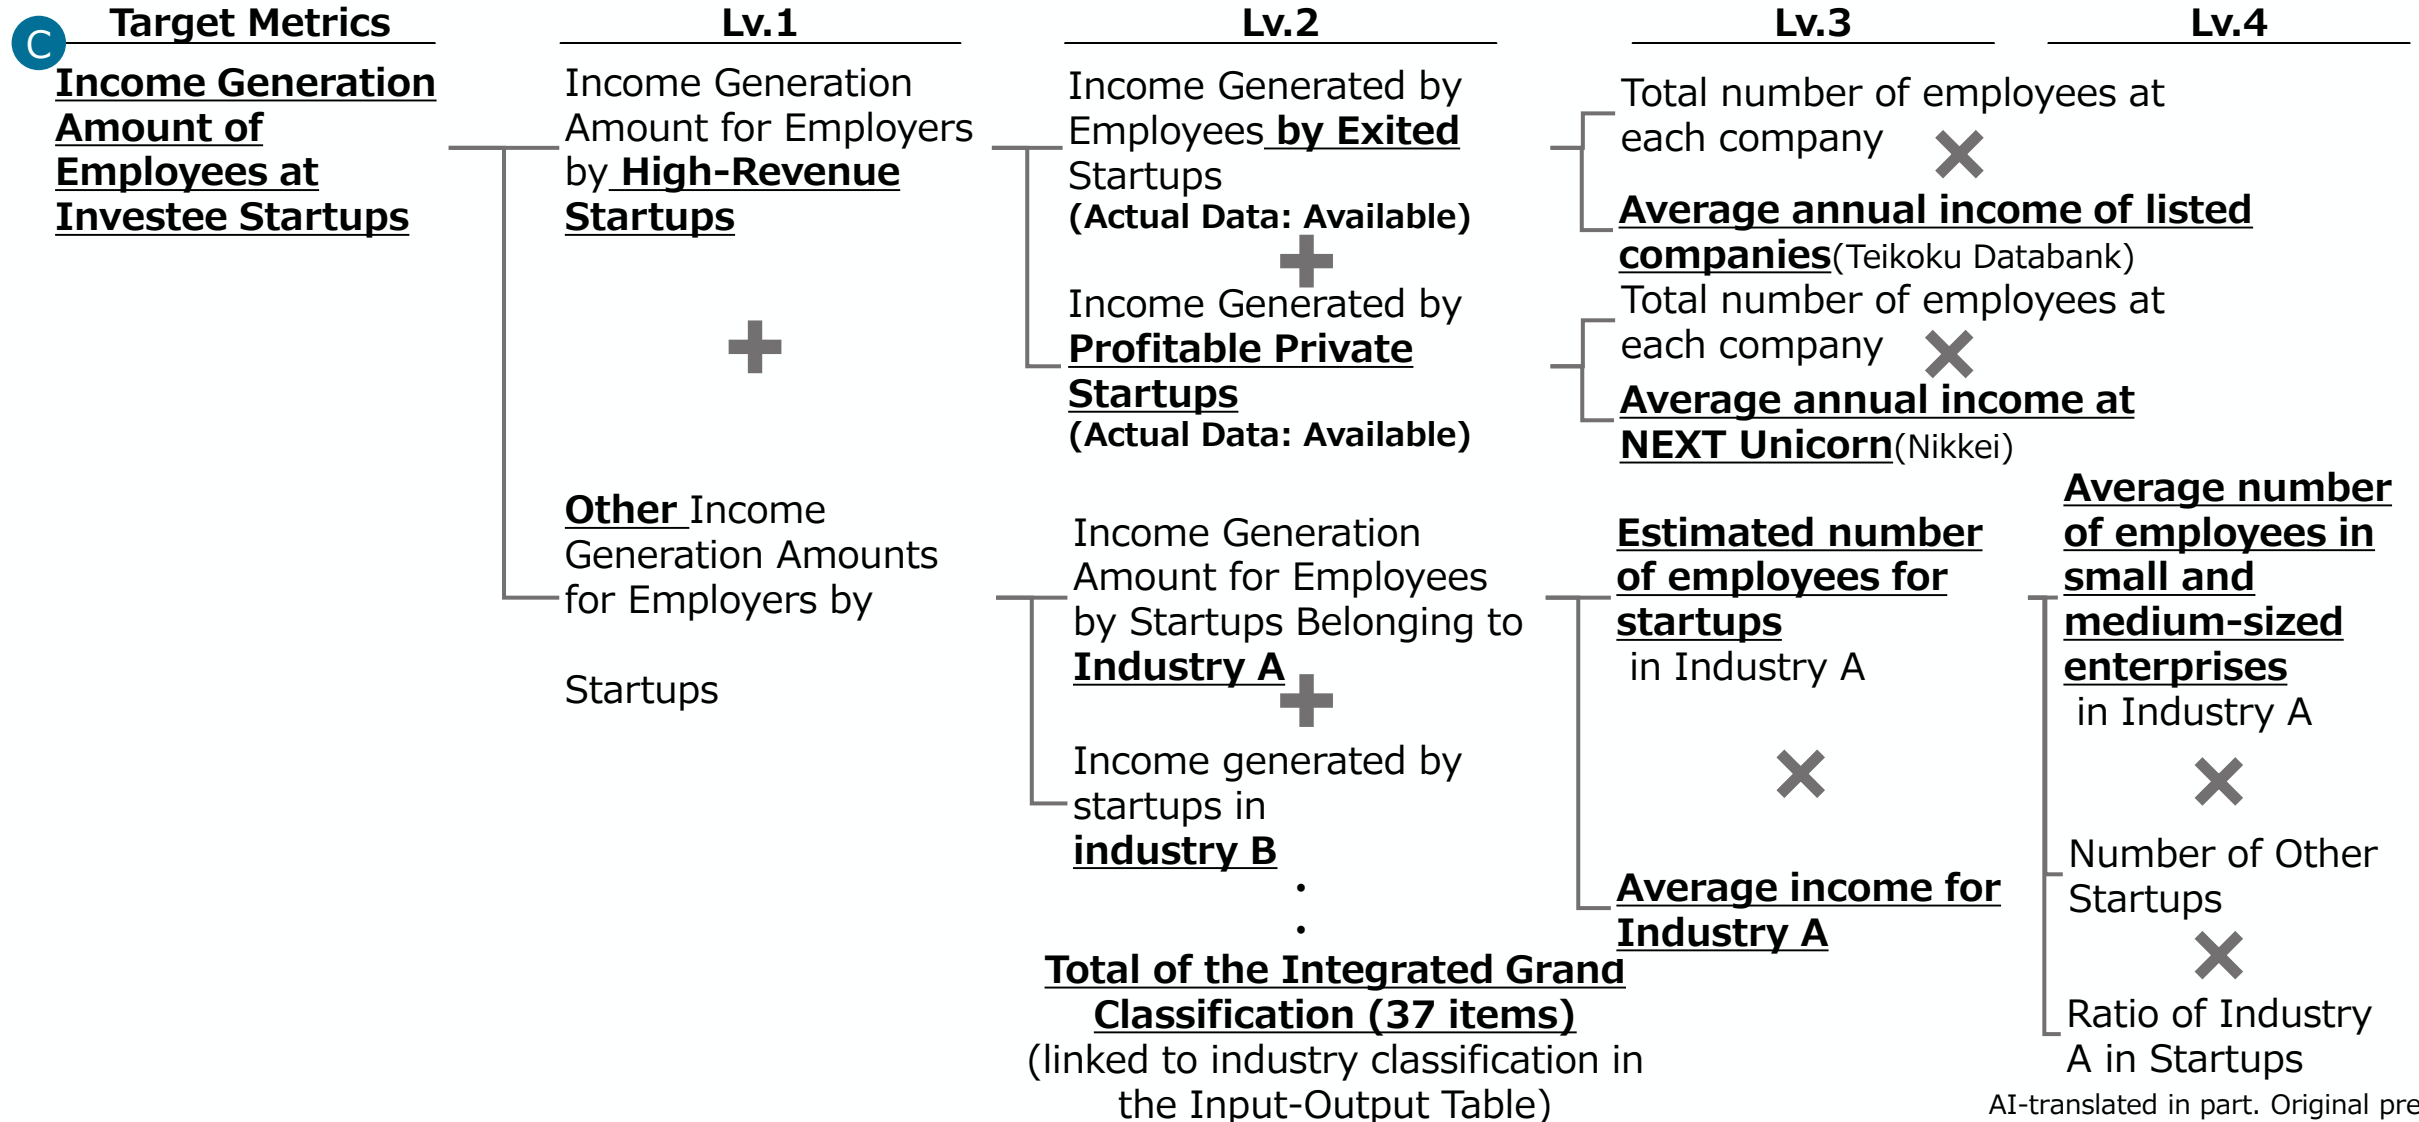 C
Target Metrics
Lv.1
Lv.2
Lv.3
Lv.4
Income Generation
Amount of
Employees at
Investee Startups
Income Generation
Amount for Employers
by High-Revenue
Startups
Other Income
Generation Amounts
for Employers by
Startups
Income Generated by
Employees by Exited
Startups
(Actual Data: Available)
Income Generated by
Profitable Private
Startups
(Actual Data: Available)
Income Generation
Amount for Employees
by Startups Belonging to
Industry A
Income generated by
startups in
industry B
・
・
Total of the Integrated Grand
Classification (37 items)
(linked to industry classification in
the Input-Output Table)
Total number of employees at
each company
Average annual income of listed
companies(Teikoku Databank)
Total number of employees at
each company
Average annual income at
NEXT Unicorn(Nikkei)
Estimated number
of employees for
startups
in Industry A
Average income for
Industry A
Average number
of employees in
small and
medium-sized
enterprises
in Industry A
Number of Other
Startups
Ratio of Industry
A in Startups
AI-translated in part. Original pre